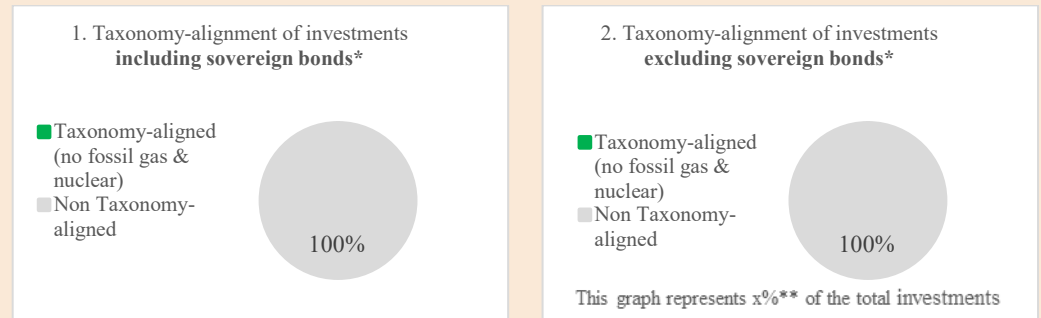 1. Taxonomy-alignment of investments
including sovereign bonds*
Taxonomy-aligned
(no fossil gas &
nuclear)
Non Taxonomy-
aligned
100%
2. Taxonomy-alignment of investments
excluding sovereign bonds*
Taxonomy-aligned
(no fossil gas &
nuclear)
Non Taxonomy-
aligned
100%
This graph represents x%** of the total investments